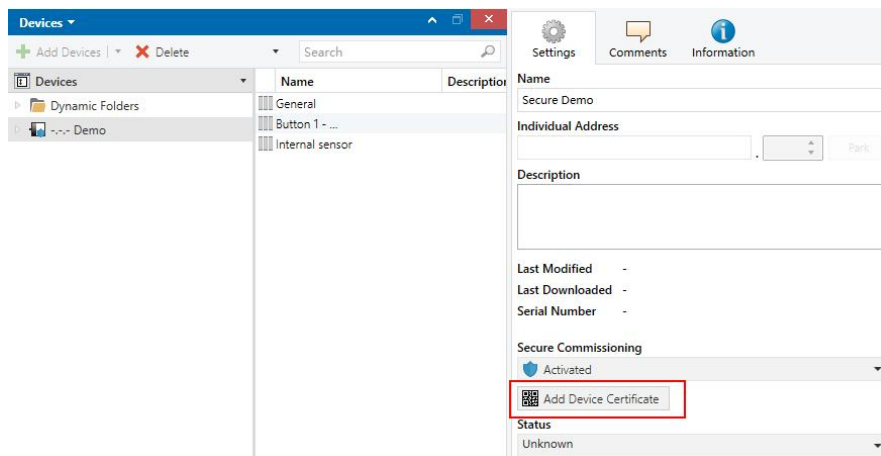 Devices
Add Devices
Delete
Search
Devices
Dynamic Folders
-.-.- Demo
Name
Description
General
Button 1 - ...
Internal sensor
Settings
Comments
Information
Name
Secure Demo
Individual Address
.
Park
Description
Last Modified -
Last Downloaded -
Serial Number -
Secure Commissioning
Activated
Add Device Certificate
Status
Unknown